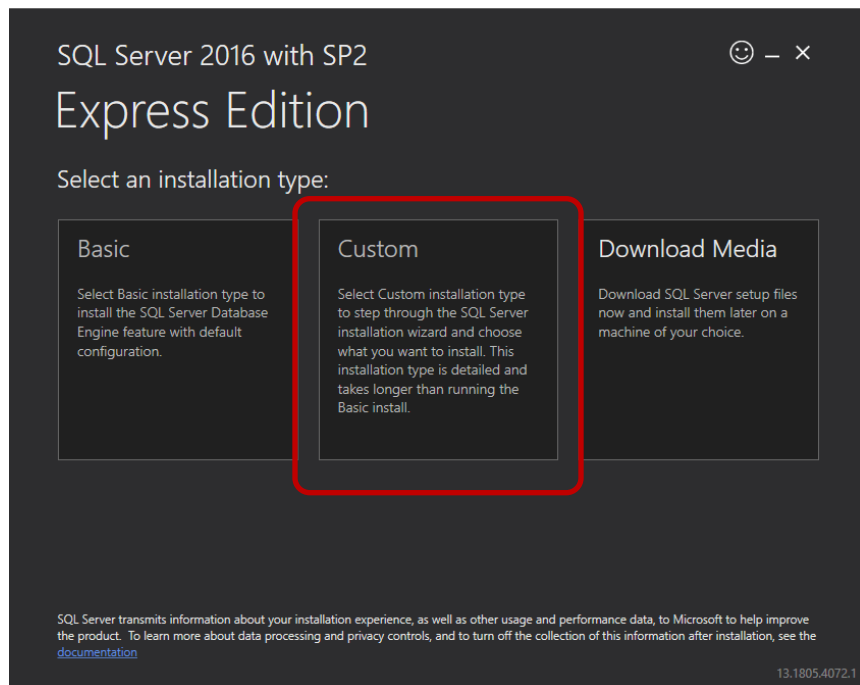 SQL Server 2016 with SP2
Express Edition
Select an installation type:
Basic
Select Basic installation type to
install the SQL Server Database
Engine feature with default
configuration.
Custom
Select Custom installation type
to step through the SQL Server
installation wizard and choose
what you want to install. This
installation type is detailed and
takes longer than running the
Basic install.
Download Media
Download SQL Server setup files
now and install them later on a
machine of your choice.
SQL Server transmits information about your installation experience, as well as other usage and performance data, to Microsoft to help improve
the product. To learn more about data processing and privacy controls, and to turn off the collection of this information after installation, see the
documentation
13.1805.4072.1